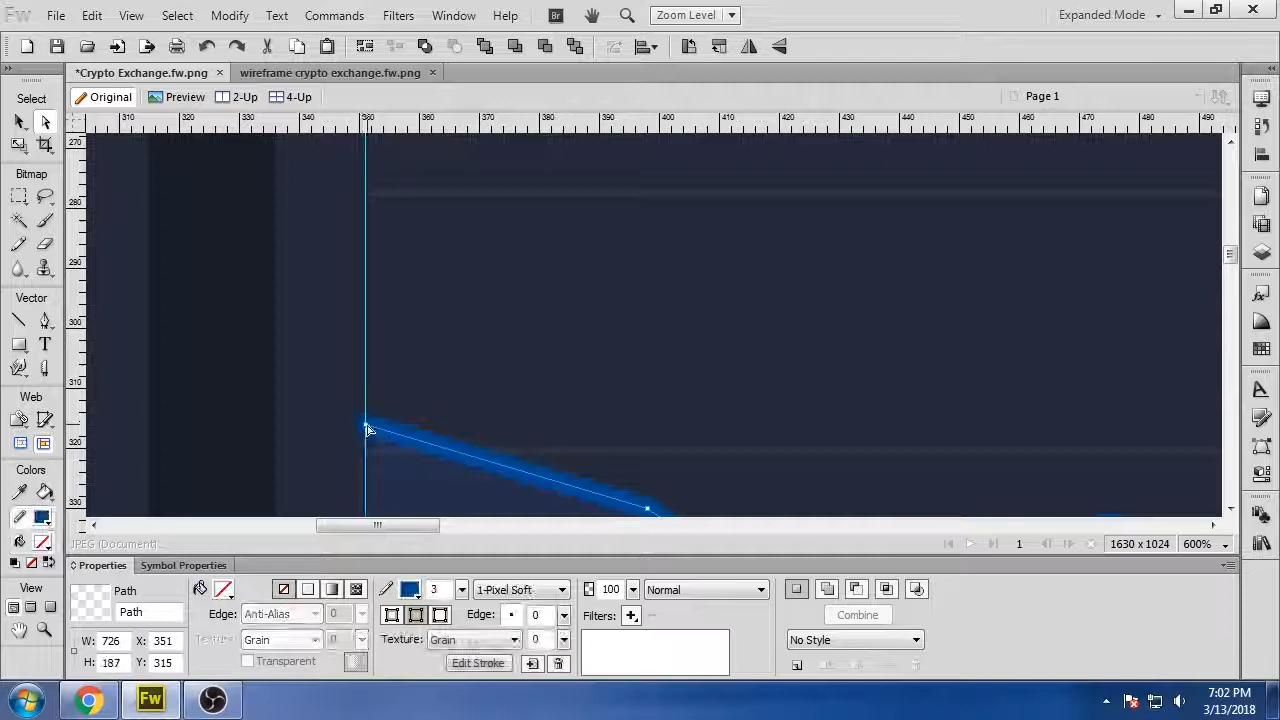 Fw File Edit View Select Modify Text Commands Filters Window Help Br Zoom Level Expanded Mode
*Crypto Exchange.fw.png wireframe crypto exchange.fw.png
Original Preview 2-Up 4-Up Page 1
Select
310 320 330 340 350 360 370 380 390 400 410 420 430 440 450 460 470 480 490
270
280
290
300
310
320
330
Bitmap
Vector
Web
Colors
View
JPEG (Document) 1 1630 x 1024 600%
Properties Symbol Properties
Path
Path
W: 726 X: 351
H: 187 Y: 315
Edge: Anti-Alias 0
Texture: Grain 0
Transparent
3 1-Pixel Soft
Edge: 0
Texture: Grain 0
Edit Stroke
100 Normal
Filters:
Combine
No Style
Fw
7:02 PM
3/13/2018